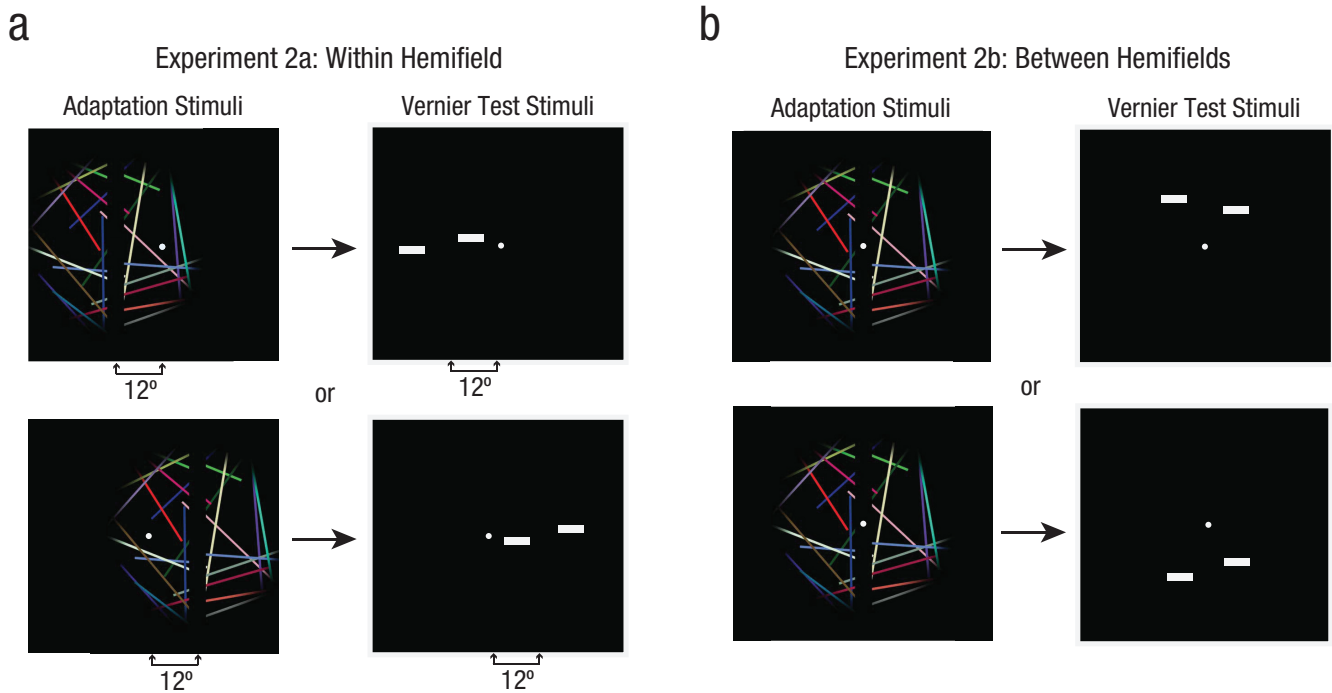 a
Experiment 2a: Within Hemifield
Adaptation Stimuli
Vernier Test Stimuli
12º
12º
or
12º
12º
b
Experiment 2b: Between Hemifields
Adaptation Stimuli
Vernier Test Stimuli
or